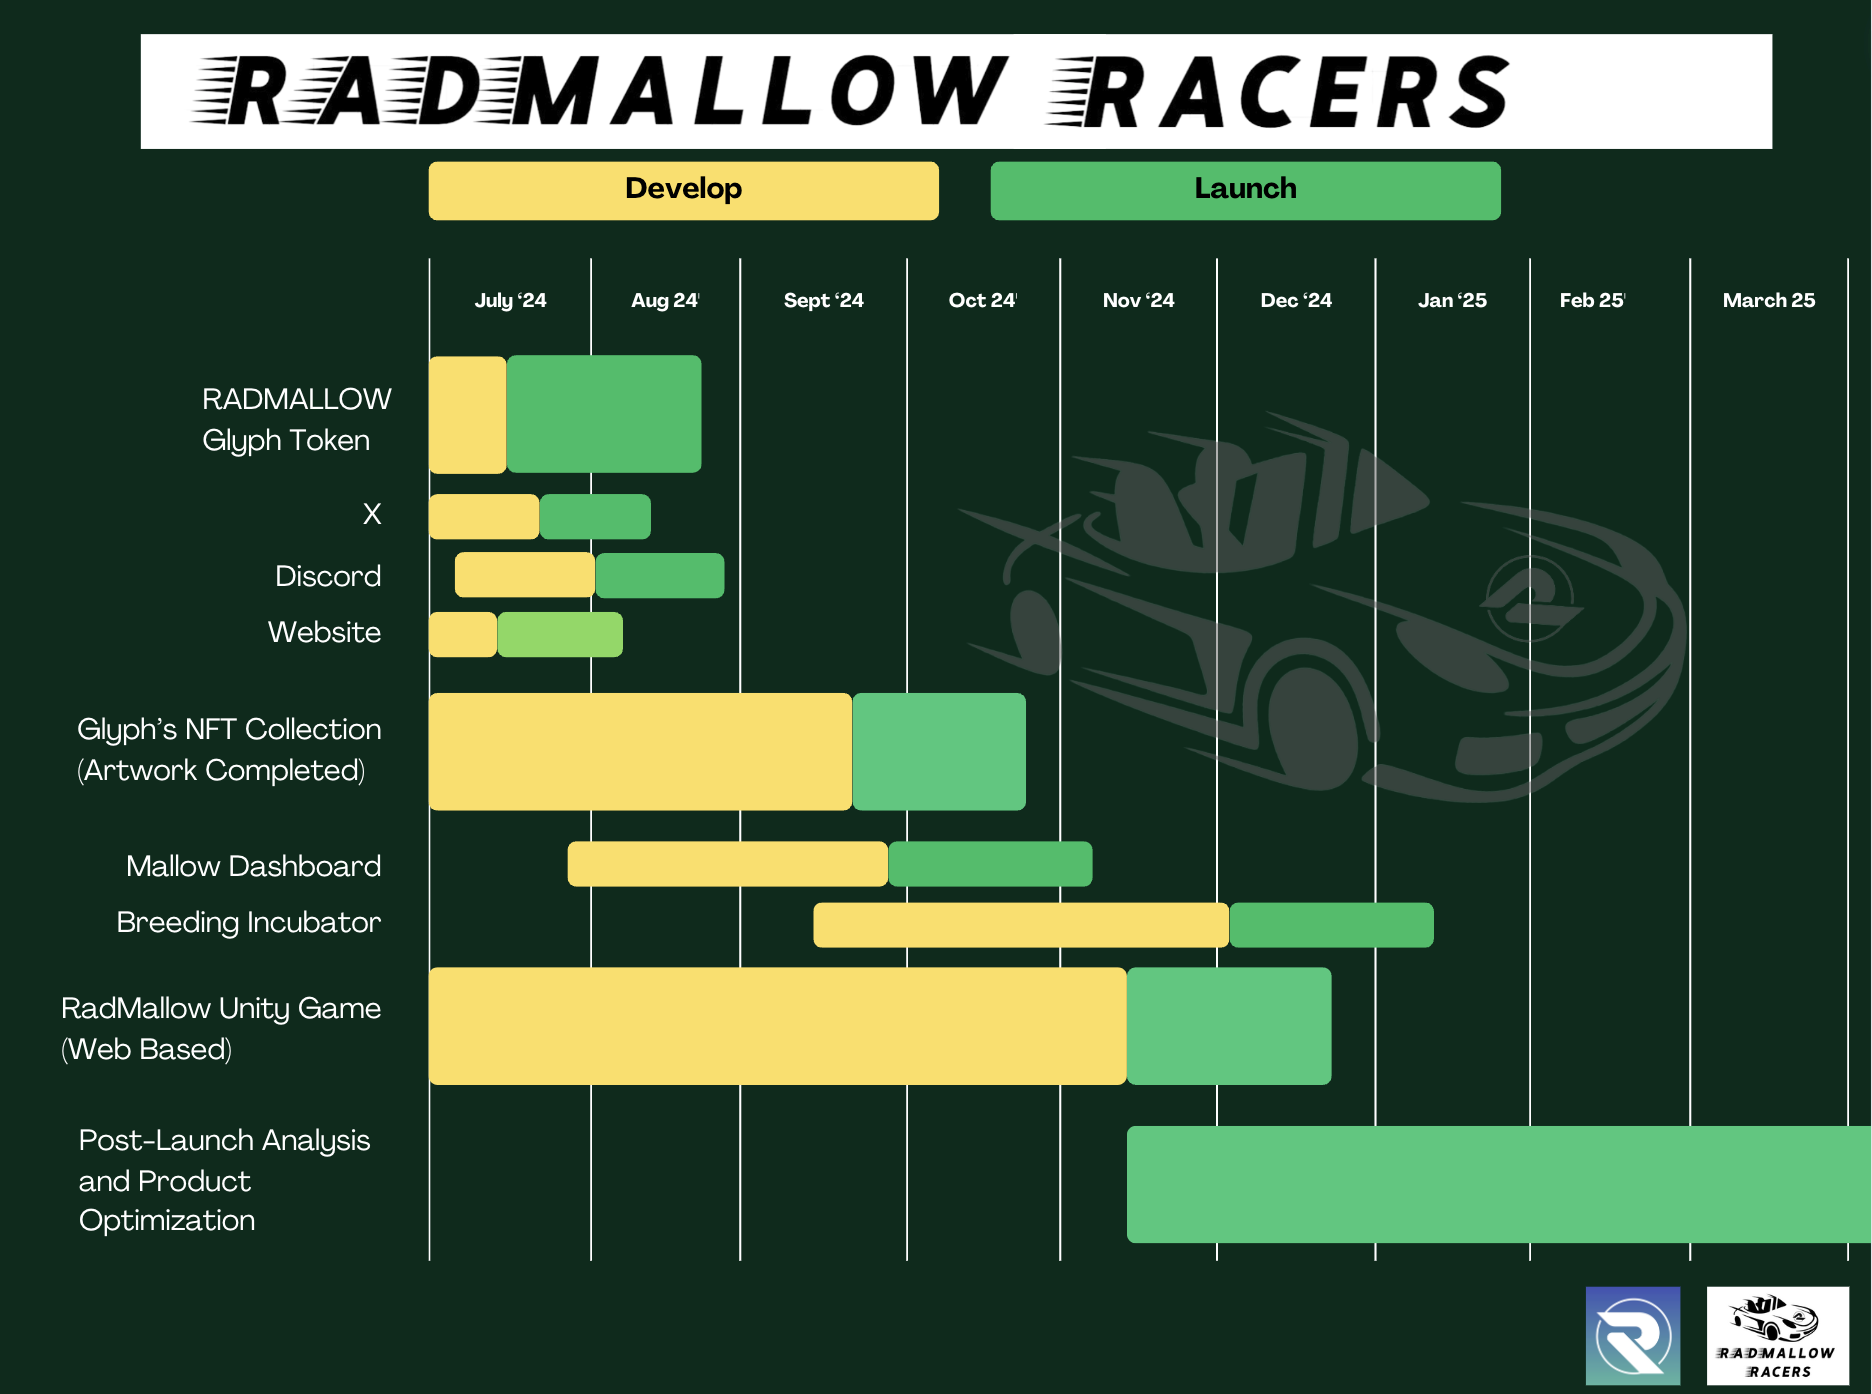 RADMALLOW RACERS
Develop
Launch
July ‘24
Aug 24'
Sept ‘24
Oct 24'
Nov ‘24
Dec ‘24
Jan ‘25
Feb 25'
March 25
RADMALLOW
Glyph Token
X
Discord
Website
Glyph’s NFT Collection
(Artwork Completed)
Mallow Dashboard
Breeding Incubator
RadMallow Unity Game
(Web Based)
Post-Launch Analysis
and Product
Optimization
RADMALLOW
RACERS